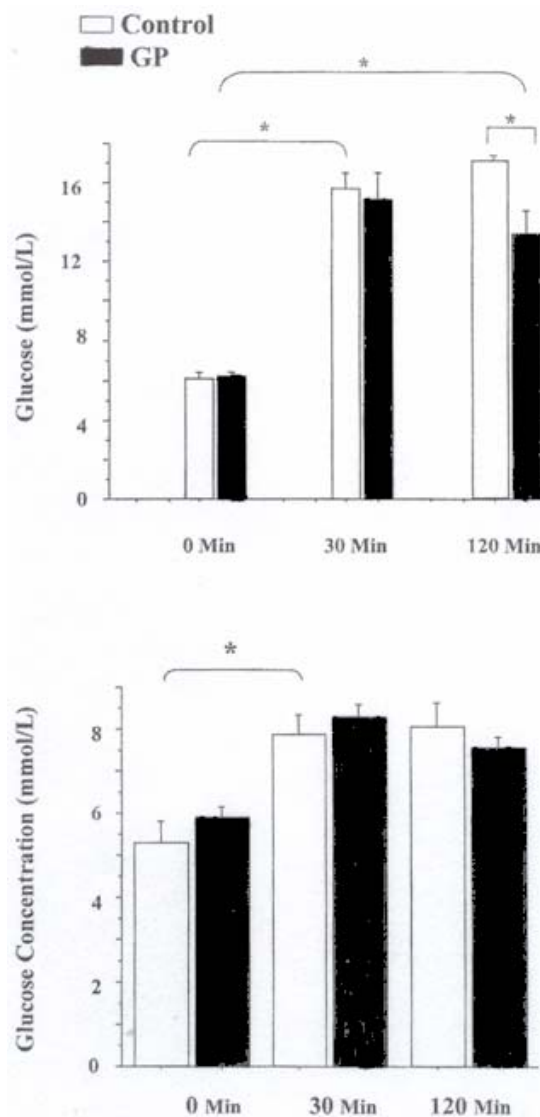 Control
GP
*
*
*
16
12
8
4
0
Glucose (mmol/L)
0 Min 30 Min 120 Min
*
8
6
4
2
0
Glucose Concentration (mmol/L)
0 Min 30 Min 120 Min